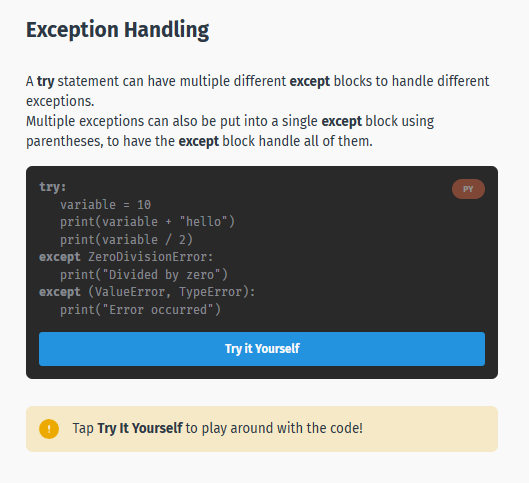 Exception Handling
A try statement can have multiple different except blocks to handle different
exceptions.
Multiple exceptions can also be put into a single except block using
parentheses, to have the except block handle all of them.
PY
try:
   variable = 10
   print(variable + "hello")
   print(variable / 2)
except ZeroDivisionError:
   print("Divided by zero")
except (ValueError, TypeError):
   print("Error occurred")
Try it Yourself
! Tap Try It Yourself to play around with the code!